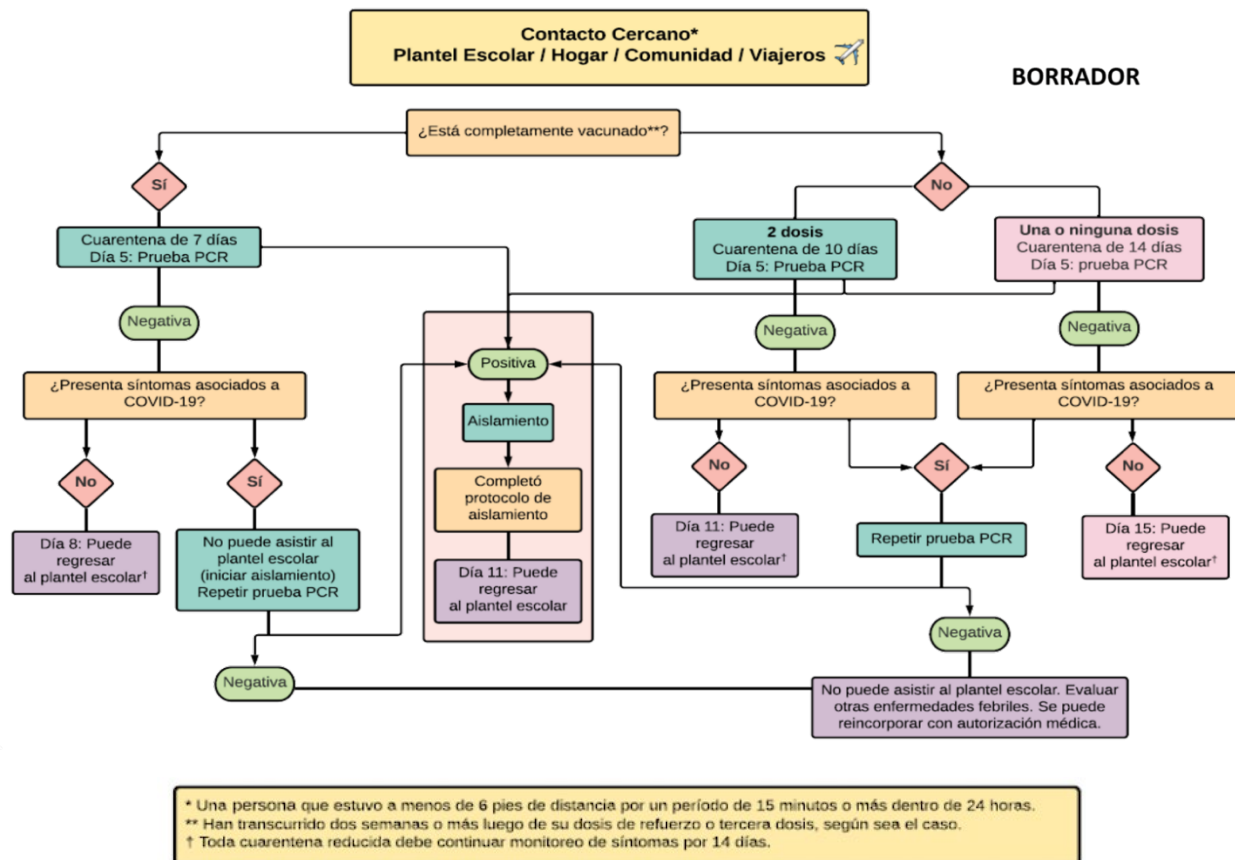 Contacto Cercano*
Plantel Escolar / Hogar / Comunidad / Viajeros
BORRADOR
¿Está completamente vacunado**?
Sí
No
Cuarentena de 7 días
Día 5: Prueba PCR
2 dosis
Cuarentena de 10 días
Día 5: Prueba PCR
Una o ninguna dosis
Cuarentena de 14 días
Día 5: prueba PCR
Negativa
Negativa
Negativa
Positiva
¿Presenta síntomas asociados a
COVID-19?
¿Presenta síntomas asociados a
COVID-19?
¿Presenta síntomas asociados a
COVID-19?
Aislamiento
No
Sí
Completó
protocolo de
aislamiento
No
Sí
No
Día 8: Puede
regresar
al plantel escolar†
No puede asistir al
plantel escolar
(iniciar aislamiento)
Repetir prueba PCR
Día 11: Puede
regresar
al plantel escolar
Día 11: Puede
regresar
al plantel escolar†
Repetir prueba PCR
Día 15: Puede
regresar
al plantel escolar†
Negativa
Negativa
No puede asistir al plantel escolar. Evaluar
otras enfermedades febriles. Se puede
reincorporar con autorización médica.
* Una persona que estuvo a menos de 6 pies de distancia por un período de 15 minutos o más dentro de 24 horas.
** Han transcurrido dos semanas o más luego de su dosis de refuerzo o tercera dosis, según sea el caso.
† Toda cuarentena reducida debe continuar monitoreo de síntomas por 14 días.